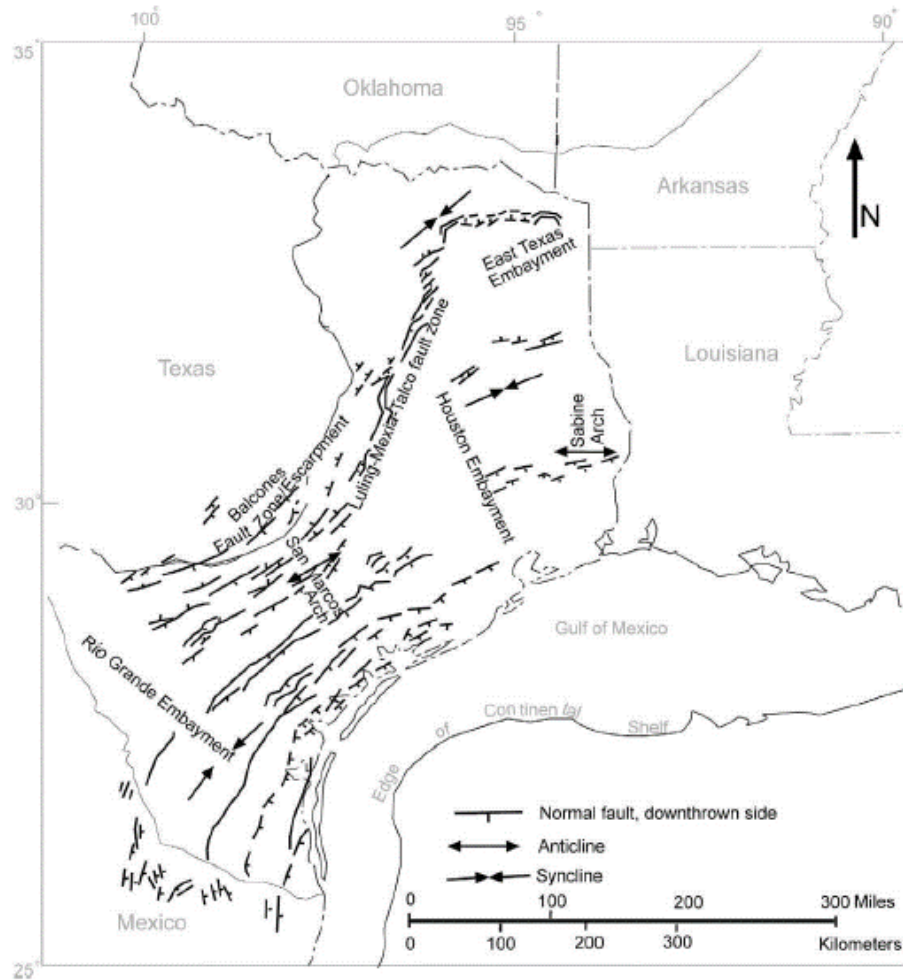 100°
95°
90°
35°
Oklahoma
Arkansas
N
East Texas
Embayment
Texas
Louisiana
Luling-Mexia-Talco fault zone
Houston Embayment
Sabine
Arch
Balcones
Fault Zone/Escarpment
30°
San Marcos
Arch
Gulf of Mexico
Río Grande Embayment
Edge of Continental Shelf
Normal fault, downthrown side
Anticline
Syncline
Mexico
0 100 200 300 Miles
0 100 200 300 Kilometers
25°